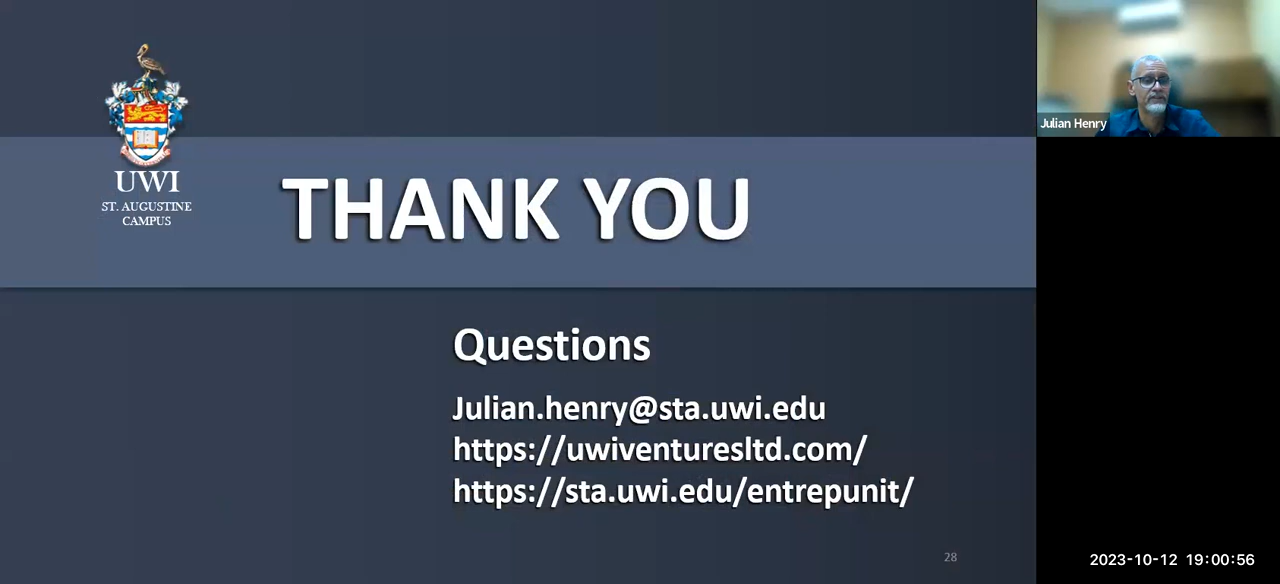 UWI
ST. AUGUSTINE
CAMPUS
THANK YOU
Questions
Julian.henry@sta.uwi.edu
https://uwiventuresltd.com/
https://sta.uwi.edu/entrepunit/
28
Julian Henry
2023-10-12 19:00:56